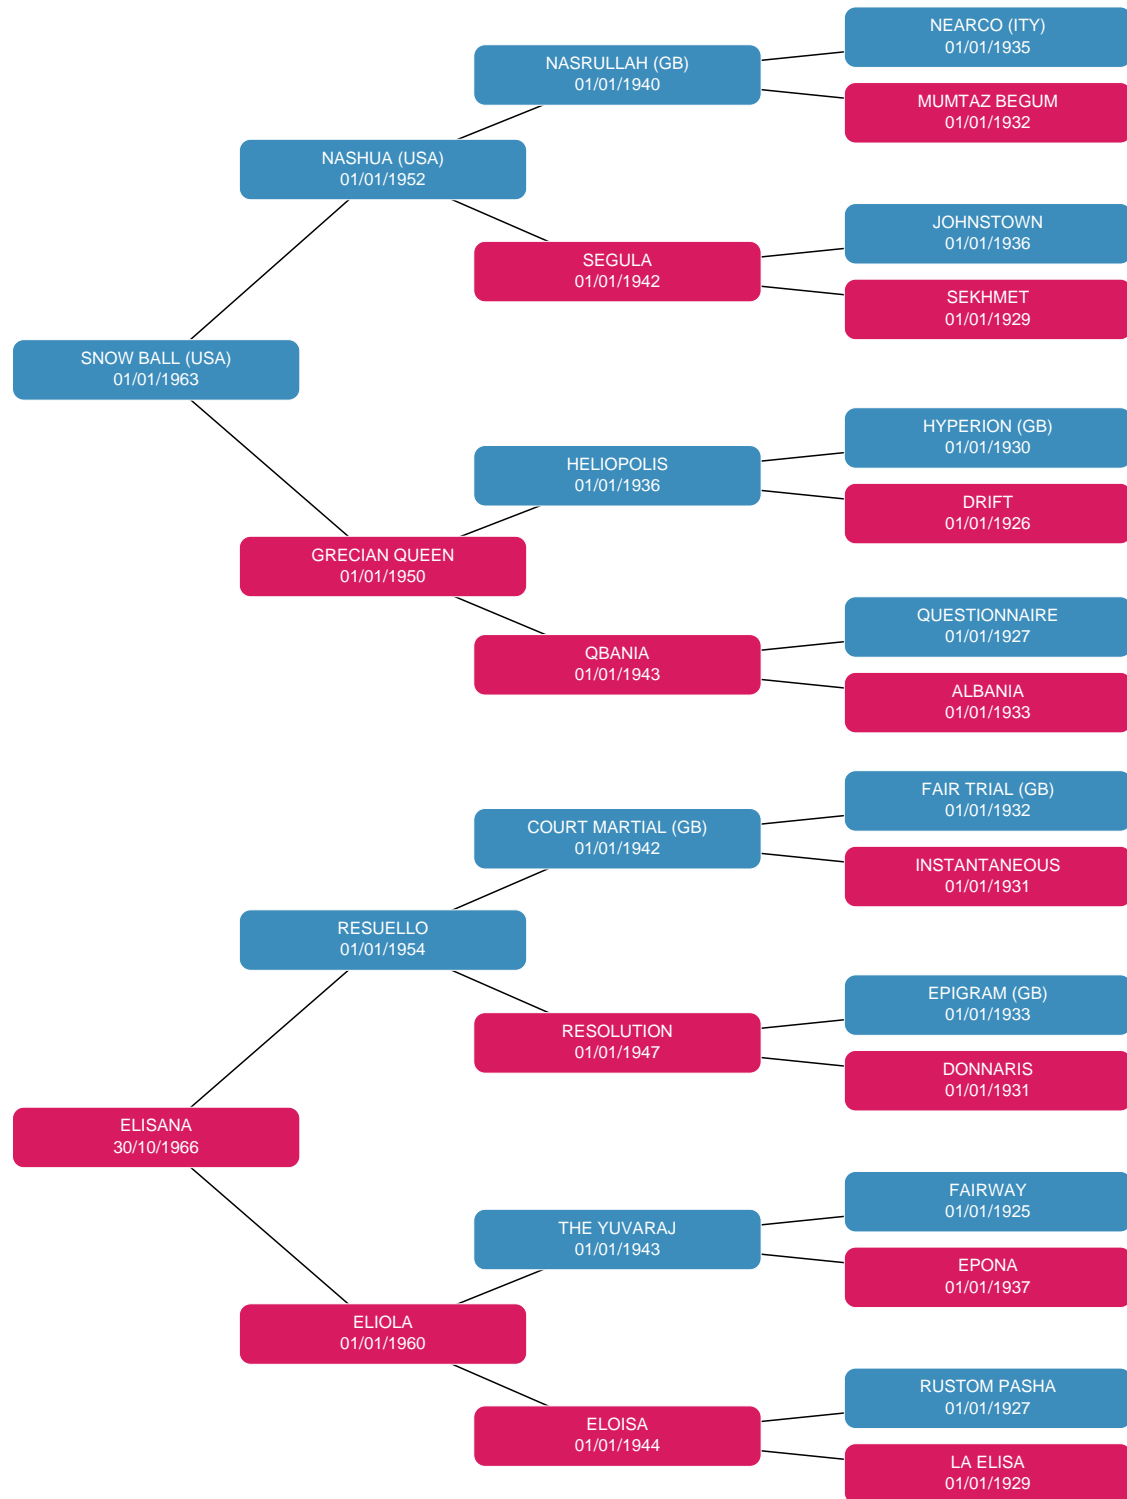 NEARCO (ITY)
01/01/1935
NASRULLAH (GB)
01/01/1940
MUMTAZ BEGUM
01/01/1932
NASHUA (USA)
01/01/1952
JOHNSTOWN
01/01/1936
SEGULA
01/01/1942
SEKHMET
01/01/1929
SNOW BALL (USA)
01/01/1963
HYPERION (GB)
01/01/1930
HELIOPOLIS
01/01/1936
DRIFT
01/01/1926
GRECIAN QUEEN
01/01/1950
QUESTIONNAIRE
01/01/1927
QBANIA
01/01/1943
ALBANIA
01/01/1933
FAIR TRIAL (GB)
01/01/1932
COURT MARTIAL (GB)
01/01/1942
INSTANTANEOUS
01/01/1931
RESUELLO
01/01/1954
EPIGRAM (GB)
01/01/1933
RESOLUTION
01/01/1947
DONNARIS
01/01/1931
ELISANA
30/10/1966
FAIRWAY
01/01/1925
THE YUVARAJ
01/01/1943
EPONA
01/01/1937
ELIOLA
01/01/1960
RUSTOM PASHA
01/01/1927
ELOISA
01/01/1944
LA ELISA
01/01/1929